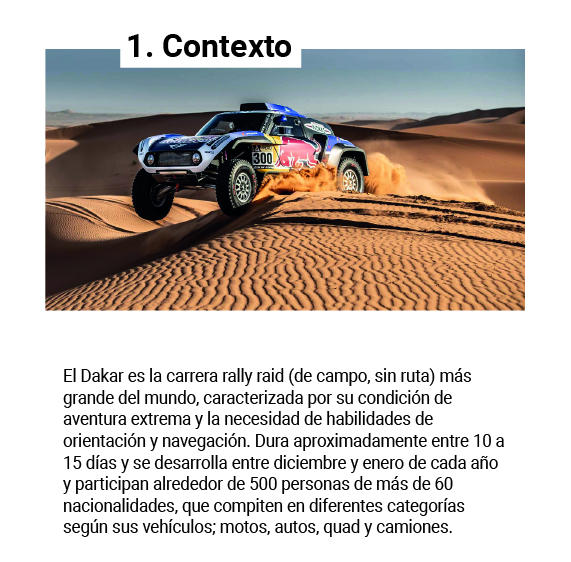 1. Contexto
300
El Dakar es la carrera rally raid (de campo, sin ruta) más
grande del mundo, caracterizada por su condición de
aventura extrema y la necesidad de habilidades de
orientación y navegación. Dura aproximadamente entre 10 a
15 días y se desarrolla entre diciembre y enero de cada año
y participan alrededor de 500 personas de más de 60
nacionalidades, que compiten en diferentes categorías
según sus vehículos; motos, autos, quad y camiones.